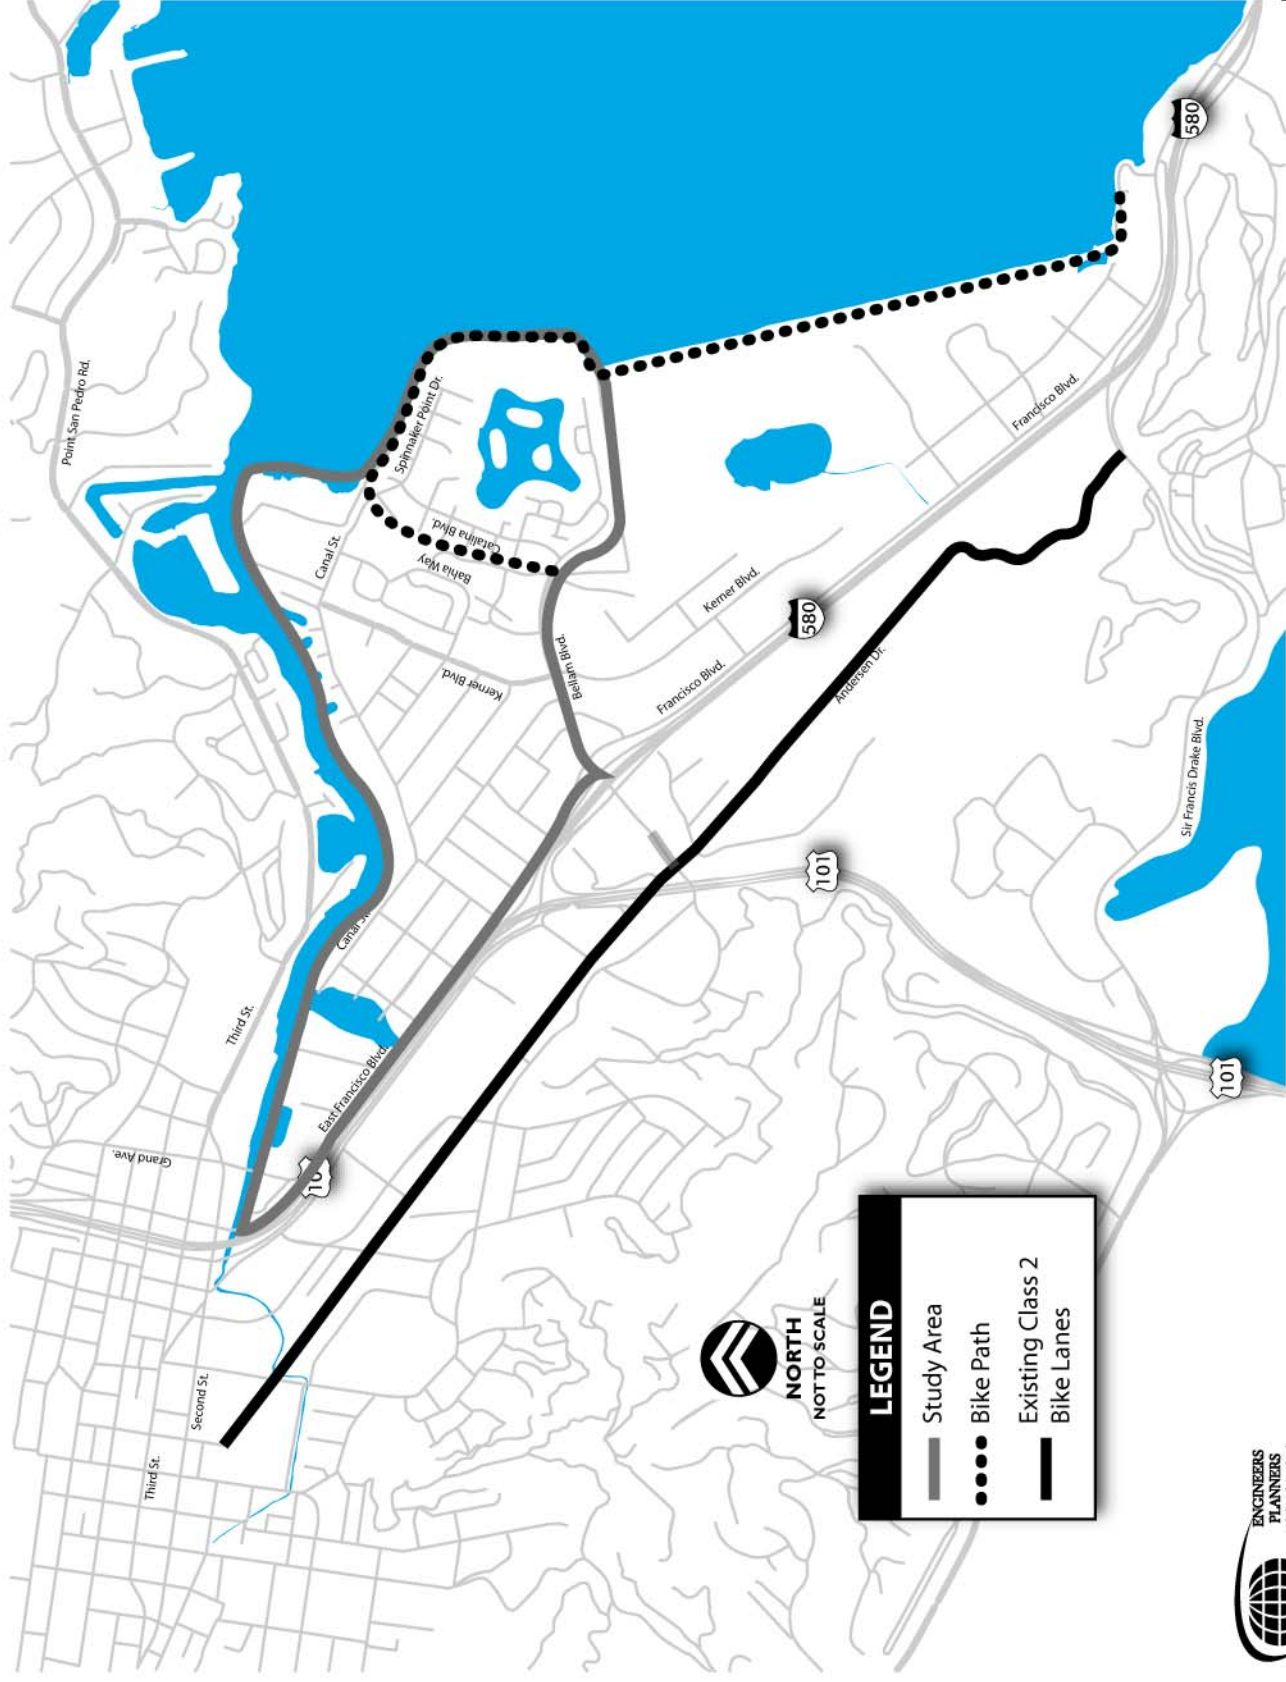 Point San Pedro Rd.
Spinnaker Point Dr.
Canal St.
Catalina Blvd.
Bahia Way
Kerner Blvd.
Bellam Blvd.
Kerner Blvd.
Francisco Blvd.
Francisco Blvd.
580
580
Andersen Dr.
Sir Francis Drake Blvd.
101
101
Canal St.
Third St.
East Francisco Blvd.
Grand Ave.
101
Second St.
Third St.
NORTH
NOT TO SCALE
LEGEND
Study Area
Bike Path
Existing Class 2
Bike Lanes
ENGINEERS
PLANNERS